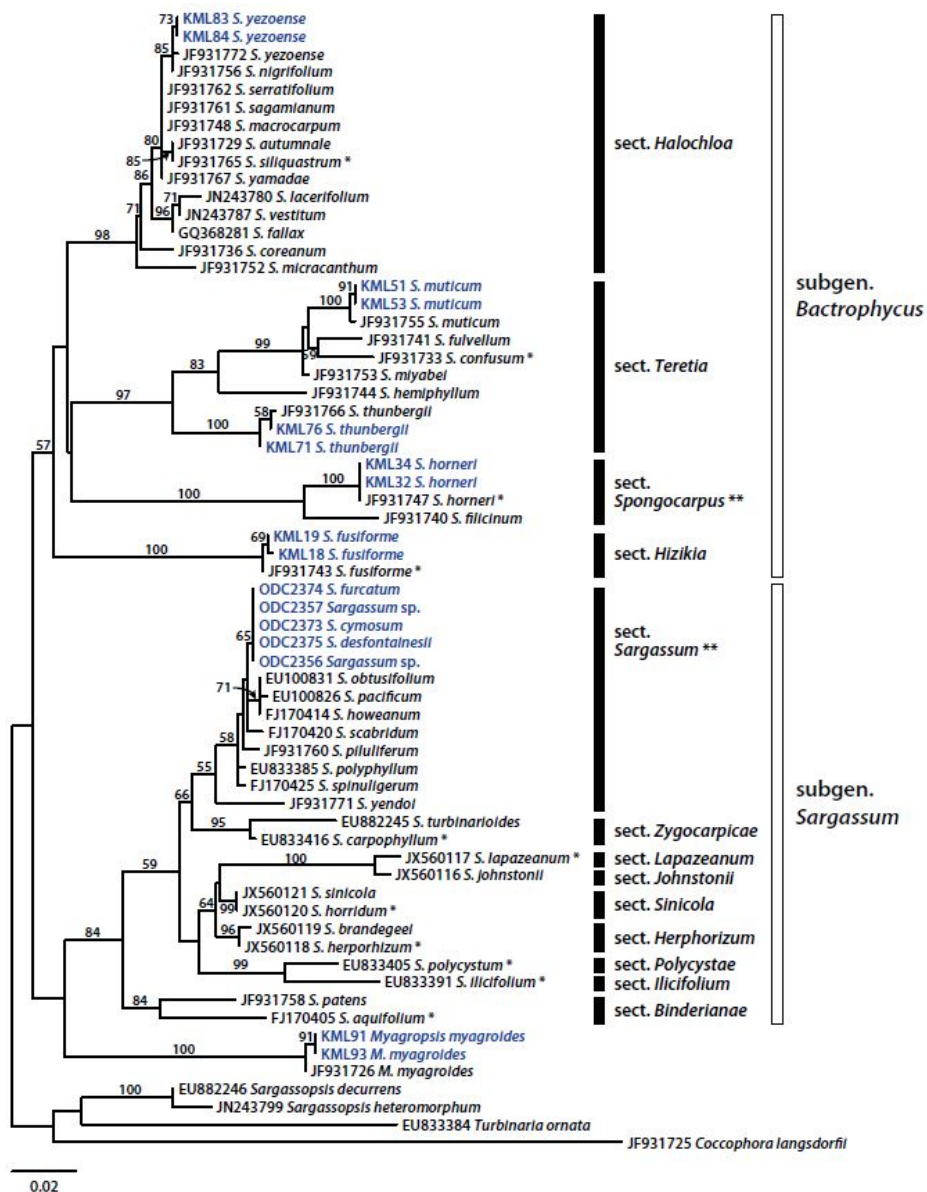 73
KML83 S. yezoense
KML84 S. yezoense
85
JF931772 S. yezoense
JF931756 S. nigrifolium
JF931762 S. serratifolium
JF931761 S. sagamianum
JF931748 S. macrocarpum
80
JF931729 S. autumnale
85
JF931765 S. siliquastrum *
86
JF931767 S. yamadae
71
JN243780 S. lacerifolium
96
JN243787 S. vestitum
71
GQ368281 S. fallax
98
JF931736 S. coreanum
JF931752 S. micracanthum
sect. Halochloa
91
KML51 S. muticum
100
KML53 S. muticum
JF931755 S. muticum
JF931741 S. fulvellum
99
59
JF931733 S. confusum *
83
JF931753 S. miyabei
JF931744 S. hemiphyllum
97
58
JF931766 S. thunbergii
100
KML76 S. thunbergii
KML71 S. thunbergii
sect. Teretia
subgen.
Bactrophycus
57
KML34 S. horneri
100
KML32 S. horneri
100
JF931747 S. horneri *
JF931740 S. filicinum
sect.
Spongocarpus **
69
KML19 S. fusiforme
100
KML18 S. fusiforme
JF931743 S. fusiforme *
sect. Hizikia
ODC2374 S. furcatum
ODC2357 Sargassum sp.
ODC2373 S. cymosum
65
ODC2375 S. desfontainesii
ODC2356 Sargassum sp.
71
EU100831 S. obtusifolium
EU100826 S. pacificum
FJ170414 S. howeanum
FJ170420 S. scabridum
58
JF931760 S. piluliferum
EU833385 S. polyphyllum
55
FJ170425 S. spinuligerum
66
JF931771 S. yendoi
sect.
Sargassum **
subgen.
Sargassum
95
EU882245 S. turbinarioides
EU833416 S. carpophyllum *
sect. Zygocarpicae
59
100
JX560117 S. lapazeanum *
sect. Lapazeanum
JX560116 S. johnstonii
sect. Johnstonii
JX560121 S. sinicola
64
99
JX560120 S. horridum *
sect. Sinicola
96
JX560119 S. brandegeei
JX560118 S. herporhizum *
sect. Herphorizum
84
99
EU833405 S. polycystum *
sect. Polycystae
EU833391 S. ilicifolium *
sect. Ilicifolium
84
JF931758 S. patens
FJ170405 S. aquifolium *
sect. Binderianae
91
KML91 Myagropsis myagroides
100
KML93 M. myagroides
JF931726 M. myagroides
100
EU882246 Sargassopsis decurrens
JN243799 Sargassopsis heteromorphum
EU833384 Turbinaria ornata
JF931725 Coccophora langsdorfii
0.02